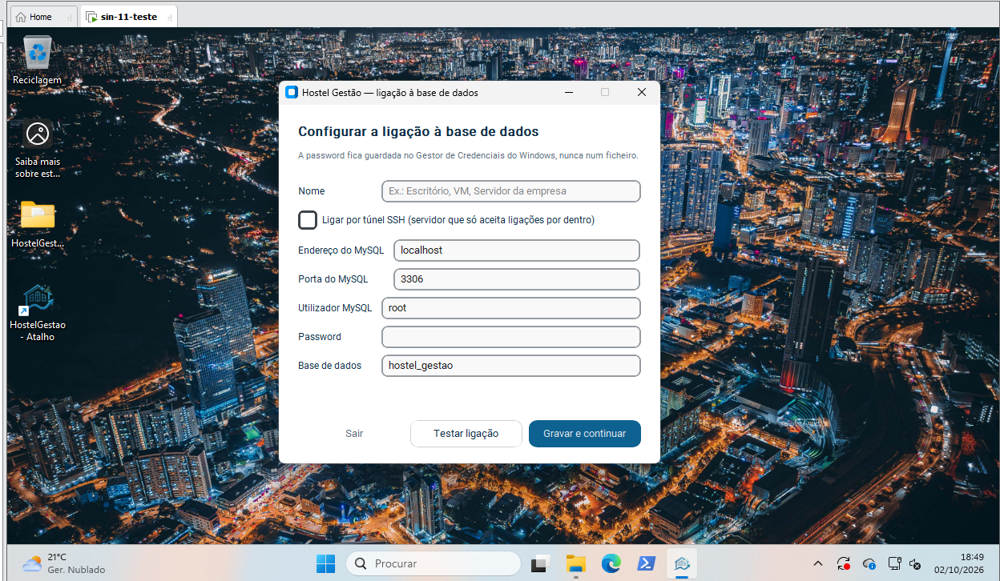 Home
sin-11-teste
Reciclagem
Saiba mais
sobre est...
HostelGest...
HostelGestao
- Atalho
Hostel Gestão — ligação à base de dados
Configurar a ligação à base de dados
A password fica guardada no Gestor de Credenciais do Windows, nunca num ficheiro.
Nome
Ex.: Escritório, VM, Servidor da empresa
Ligar por túnel SSH (servidor que só aceita ligações por dentro)
Endereço do MySQL
localhost
Porta do MySQL
3306
Utilizador MySQL
root
Password
Base de dados
hostel_gestao
Sair
Testar ligação
Gravar e continuar
21°C
Ger. Nublado
Procurar
18:49
02/10/2026